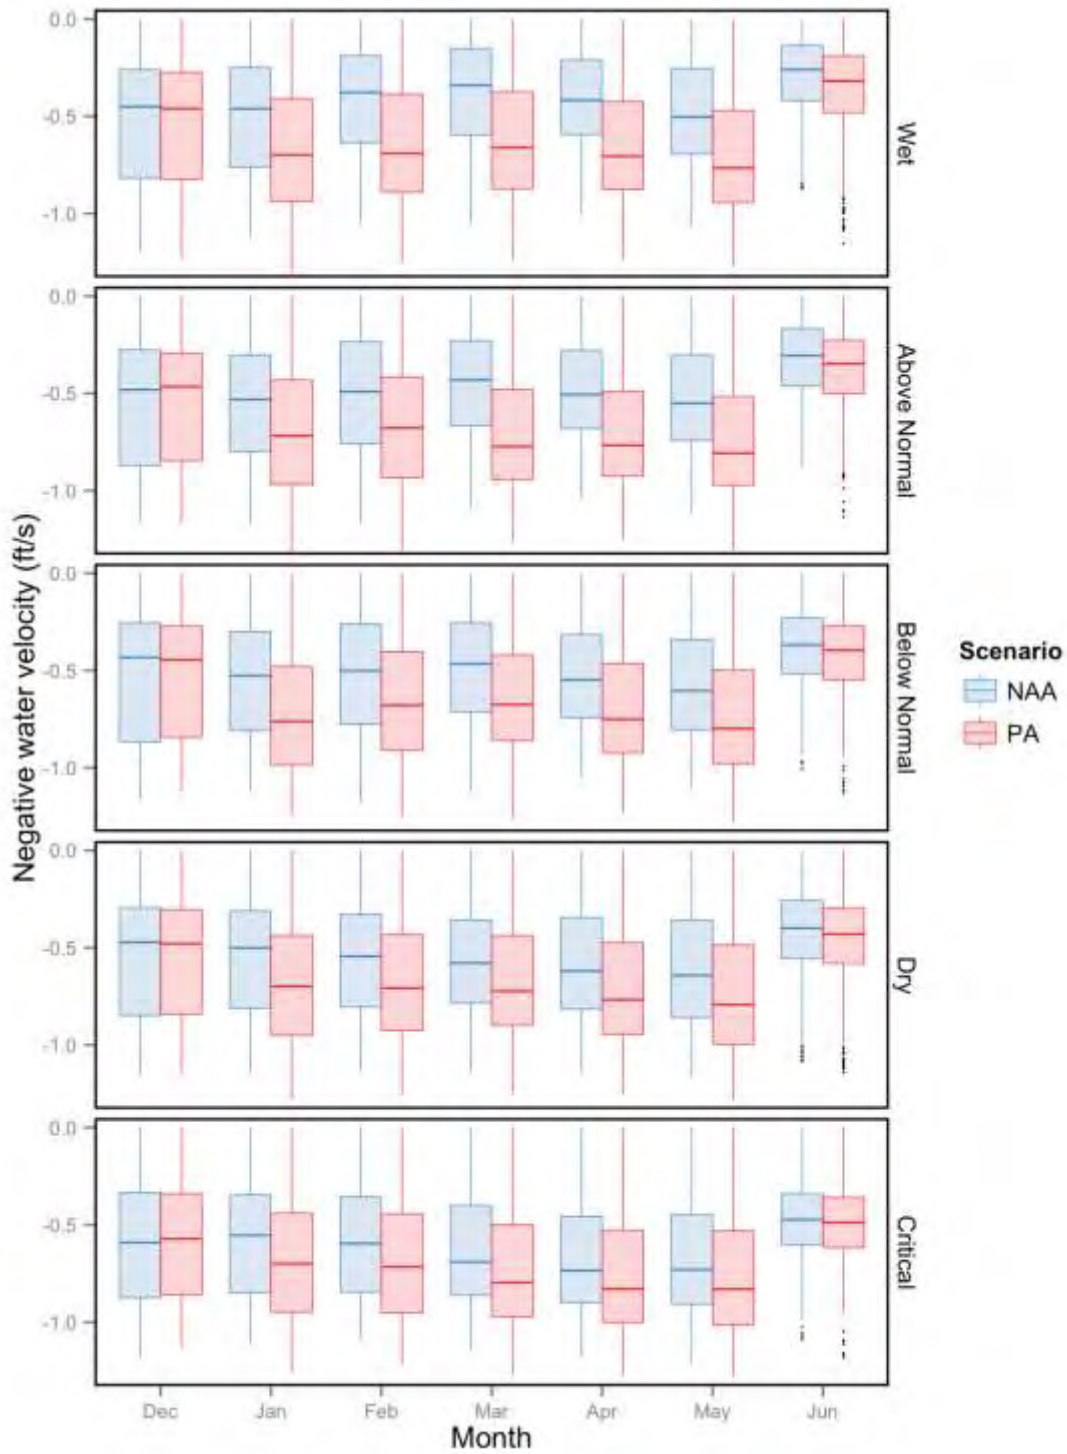 Negative water velocity (ft/s)
0.0
-0.5
-1.0
Wet
0.0
-0.5
-1.0
Above Normal
0.0
-0.5
-1.0
Below Normal
0.0
-0.5
-1.0
Dry
0.0
-0.5
-1.0
Critical
Dec Jan Feb Mar Apr May Jun
Month
Scenario
NAA
PA